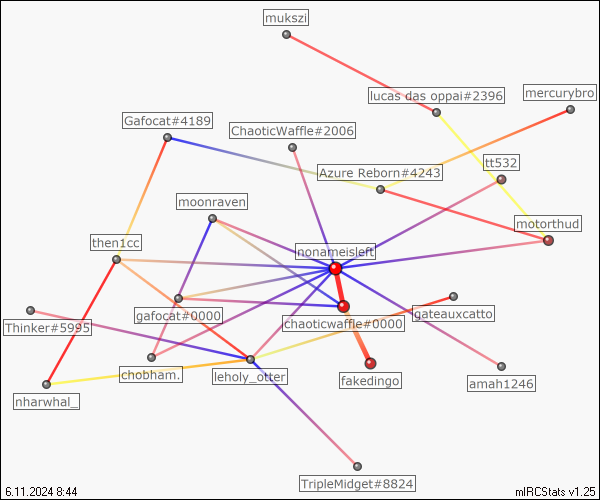 mukszi
mercurybro
lucas das oppai#2396
Gafocat#4189
ChaoticWaffle#2006
tt532
Azure Reborn#4243
moonraven
motorthud
then1cc
nonameisleft
gafocat#0000
gateauxcatto
Thinker#5995
chaoticwaffle#0000
chobham.
leholy_otter
fakedingo
amah1246
nharwhal_
TripleMidget#8824
6.11.2024 8:44
mIRCStats v1.25